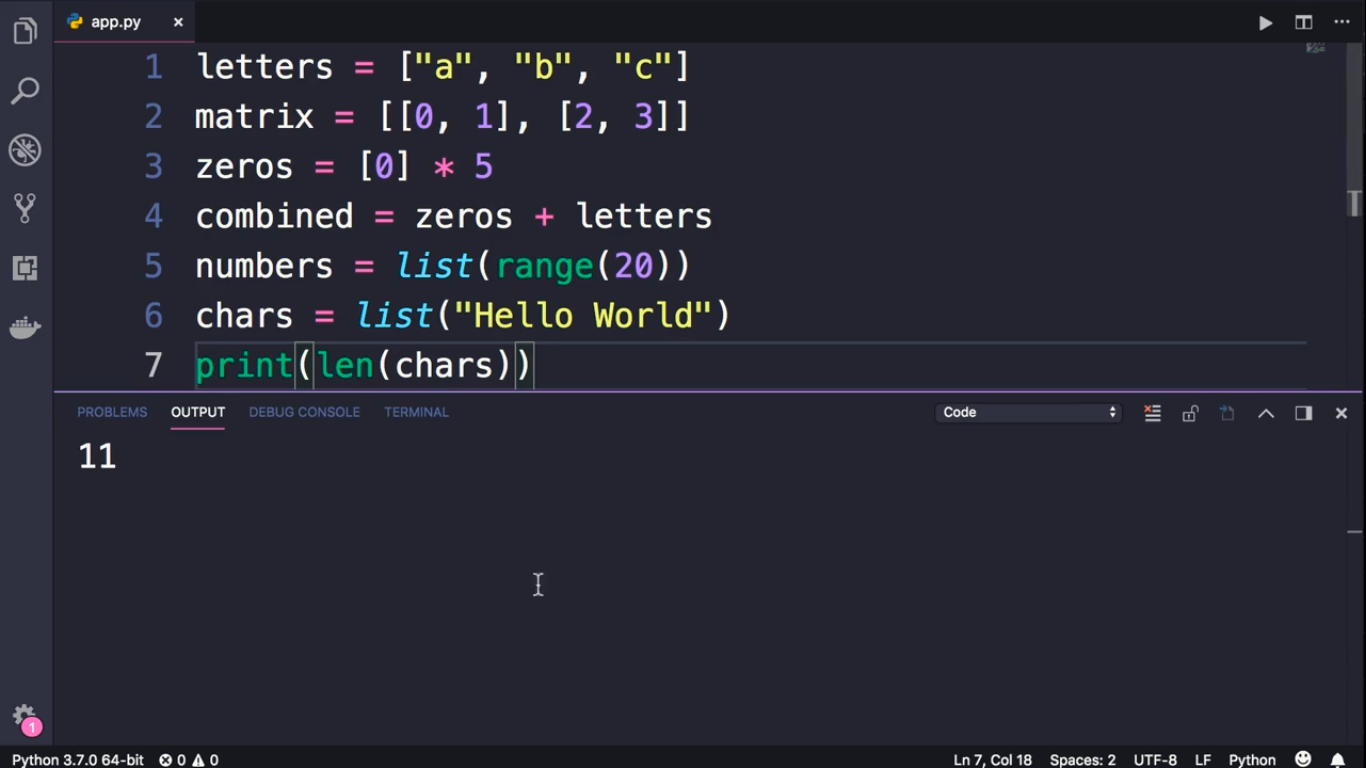 app.py
1 letters = ["a", "b", "c"]
2 matrix = [[0, 1], [2, 3]]
3 zeros = [0] * 5
4 combined = zeros + letters
5 numbers = list(range(20))
6 chars = list("Hello World")
7 print(len(chars))
PROBLEMS OUTPUT DEBUG CONSOLE TERMINAL Code
11
1
Python 3.7.0 64-bit 0 0 Ln 7, Col 18 Spaces: 2 UTF-8 LF Python